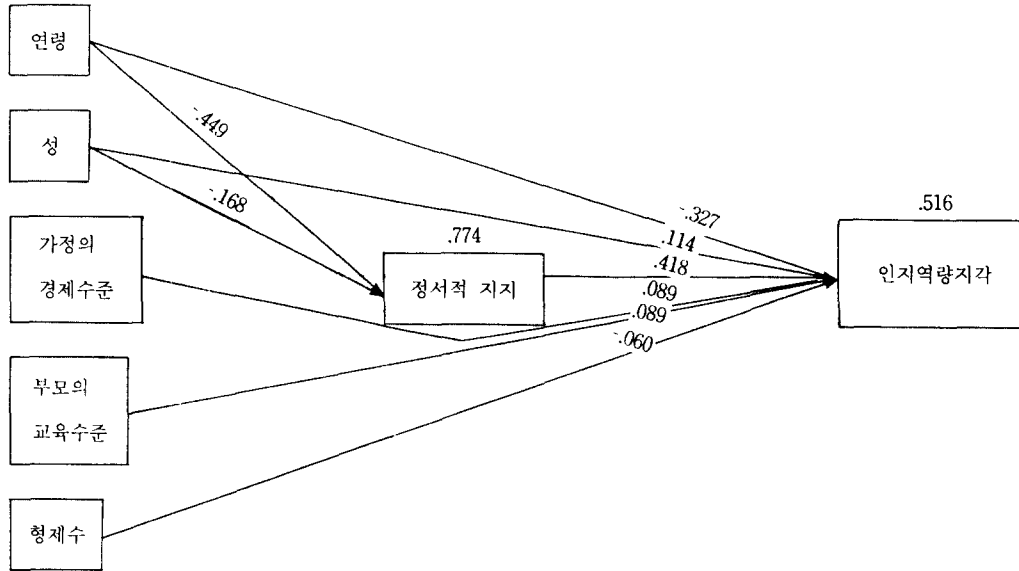 연령
성
가정의
경제수준
부모의
교육수준
형제수
-.449
-.168
.774
정서적 지지
-.327
.114
.418
.089
.089
-.060
.516
인지역량지각